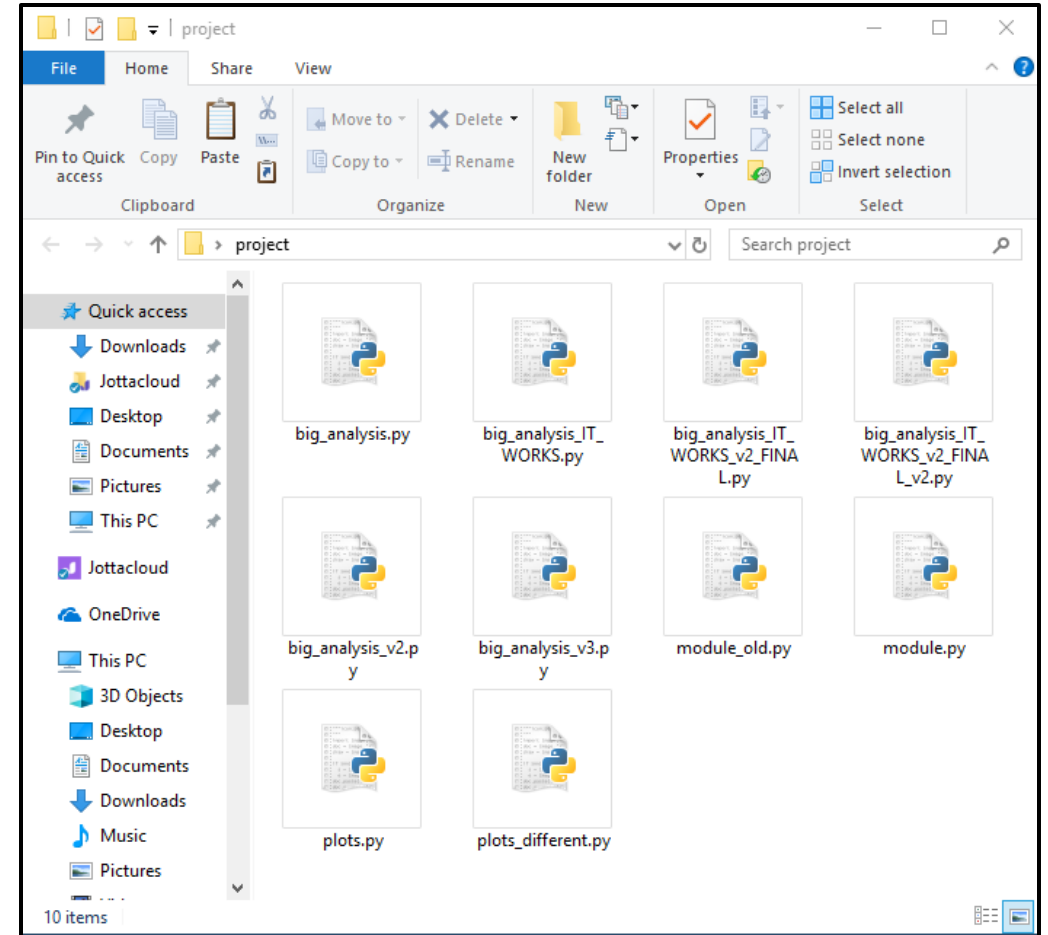 project
File Home Share View
Select all
Move to Delete
Select none
Pin to Quick access Copy Paste
Copy to Rename
New folder
Properties
Invert selection
Clipboard Organize New Open Select
project Search project
Quick access
Downloads
Jottacloud
Desktop
Documents
Pictures
This PC
Jottacloud
OneDrive
This PC
3D Objects
Desktop
Documents
Downloads
Music
Pictures
big_analysis.py
big_analysis_IT_
WORKS.py
big_analysis_IT_
WORKS_v2_FINA
L.py
big_analysis_IT_
WORKS_v2_FINA
L_v2.py
big_analysis_v2.p
y
big_analysis_v3.p
y
module_old.py
module.py
plots.py
plots_different.py
10 items